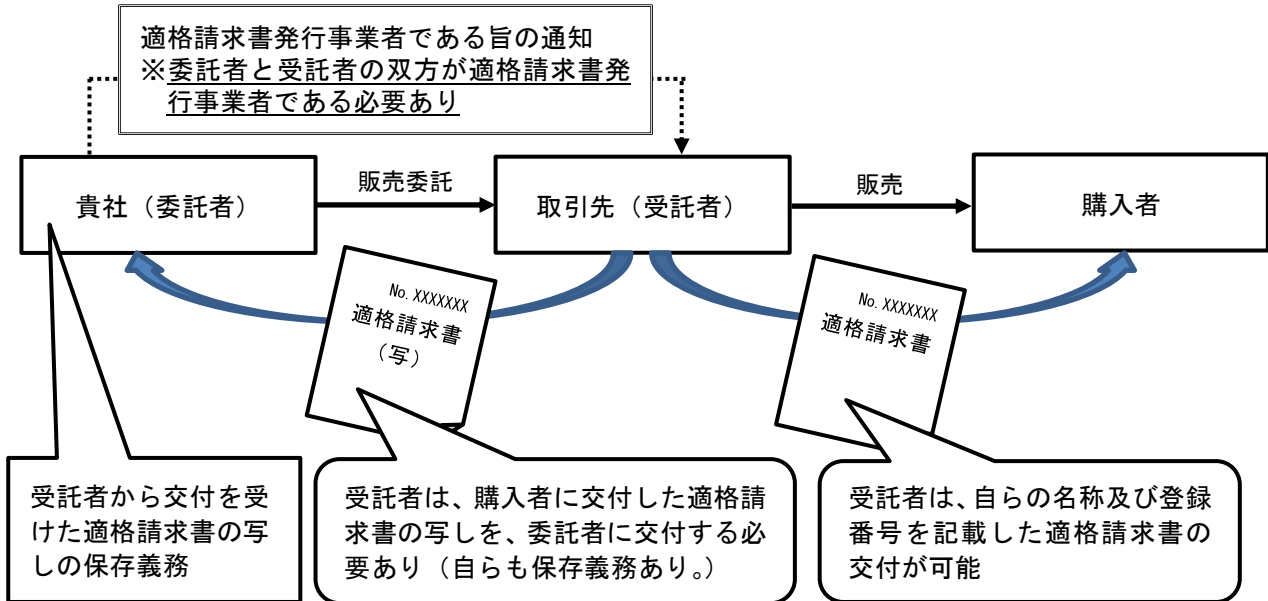 適格請求書発行事業者である旨の通知
※委託者と受託者の双方が適格請求書発
行事業者である必要あり
貴社（委託者）
販売委託
取引先（受託者）
販売
購入者
No. XXXXXXX
適格請求書
（写）
No. XXXXXXX
適格請求書
受託者から交付を受
けた適格請求書の写
しの保存義務
受託者は、購入者に交付した適格請
求書の写しを、委託者に交付する必
要あり（自らも保存義務あり。）
受託者は、自らの名称及び登録
番号を記載した適格請求書の
交付が可能